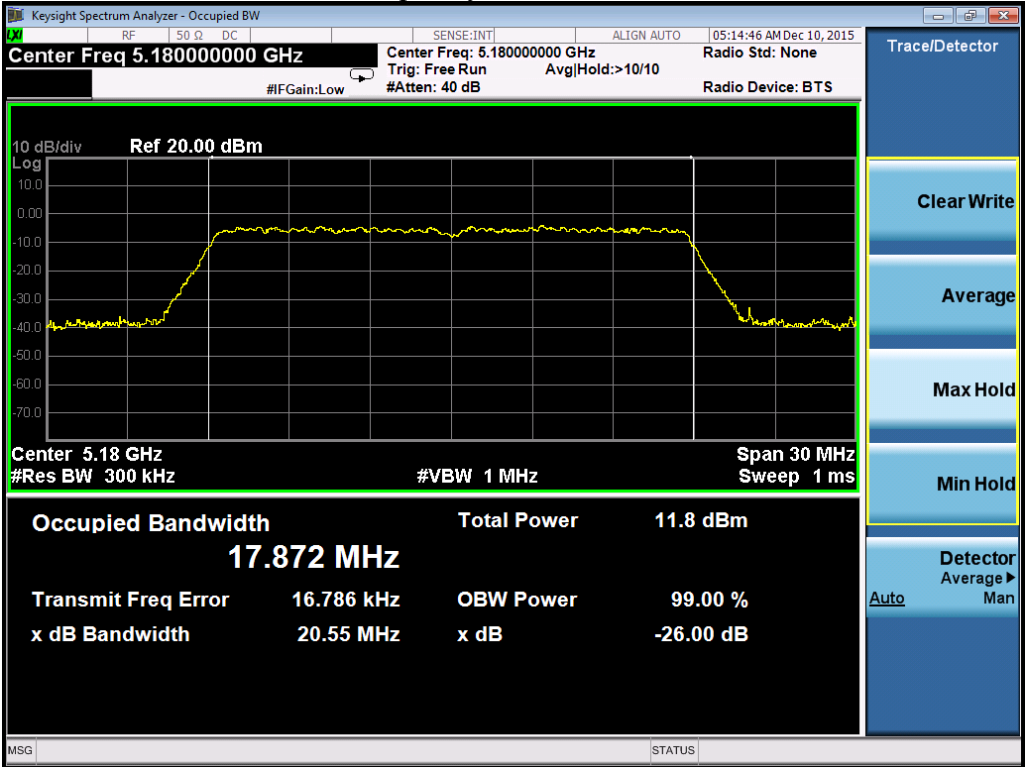 Keysight Spectrum Analyzer - Occupied BW
LXI RF 50 Ω DC SENSE:INT ALIGN AUTO 05:14:46 AM Dec 10, 2015
Center Freq 5.180000000 GHz
Center Freq: 5.180000000 GHz Radio Std: None
Trig: Free Run Avg|Hold:>10/10
#IFGain:Low #Atten: 40 dB Radio Device: BTS
10 dB/div Ref 20.00 dBm
Log
10.0
0.00
-10.0
-20.0
-30.0
-40.0
-50.0
-60.0
-70.0
Center 5.18 GHz Span 30 MHz
#Res BW 300 kHz #VBW 1 MHz Sweep 1 ms
Occupied Bandwidth Total Power 11.8 dBm
17.872 MHz
Transmit Freq Error 16.786 kHz OBW Power 99.00 %
x dB Bandwidth 20.55 MHz x dB -26.00 dB
Trace/Detector
Clear Write
Average
Max Hold
Min Hold
Detector
Average▶
Auto Man
MSG STATUS